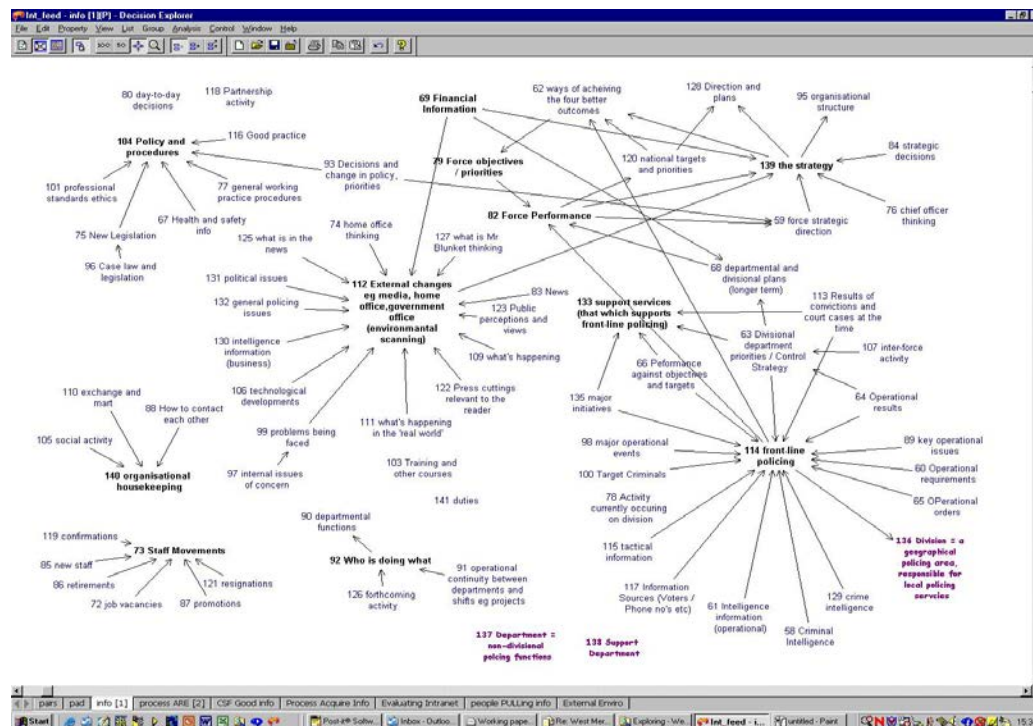 Int_feed - info [1][P] - Decision Explorer
File Edit Property View List Group Analysis Control Window Help
80 day-to-day
decisions
118 Partnership
activity
69 Financial
Information
62 ways of acheiving
the four better
outcomes
128 Direction and
plans
95 organisational
structure
104 Policy and
procedures
116 Good practice
93 Decisions and
change in policy,
priorities
79 Force objectives
/ priorities
120 national targets
and priorities
139 the strategy
84 strategic
decisions
101 professional
standards ethics
77 general working
practice procedures
67 Health and safety
info
82 Force Performance
59 force strategic
direction
76 chief officer
thinking
75 New Legislation
125 what is in the
news
74 home office
thinking
127 what is Mr
Blunket thinking
96 Case law and
legislation
131 political issues
132 general policing
issues
130 intelligence
information
(business)
112 External changes
eg media, home
office,government
office
(environmantal
scanning)
83 News
123 Public
perceptions and
views
109 what's happening
133 support services
(that which supports
front-line policing)
68 departmental and
divisional plans
(longer term)
113 Results of
convictions and
court cases at the
time
63 Divisional
department
priorities / Control
Strategy
107 inter-force
activity
66 Peformance
against objectives
and targets
64 Operational
results
106 technological
developments
122 Press cuttings
relevant to the
reader
111 what's happening
in the 'real world'
135 major
initiatives
110 exchange and
mart
88 How to contact
each other
99 problems being
faced
105 social activity
140 organisational
housekeeping
97 internal issues
of concern
103 Training and
other courses
98 major operational
events
114 front-line
policing
89 key operational
issues
100 Target Criminals
60 Operational
requirements
141 duties
78 Activity
currently occuring
on division
65 OPerational
orders
90 departmental
functions
119 confirmations
73 Staff Movements
85 new staff
86 retirements
72 job vacancies
87 promotions
121 resignations
92 Who is doing what
126 forthcoming
activity
91 operational
continuity between
departments and
shifts eg projects
115 tactical
information
136 Division = a
geographical
policing area,
responsible for
local policing
servcies
117 Information
Sources (Voters /
Phone no's etc)
61 Intelligence
information
(operational)
58 Criminal
Intelligence
129 crime
intelligence
137 Department =
non-divisional
polcing functions
138 Support
Department
pairs pad info [1] process ARE [2] CSF Good info Process Acquire Info Evaluating Intranet people PULLing info External Enviro
Start Post-it® Softw... Inbox - Outloo... Working pape... Re: West Mer... Exploring - We... Int_feed - i... untitled - Paint